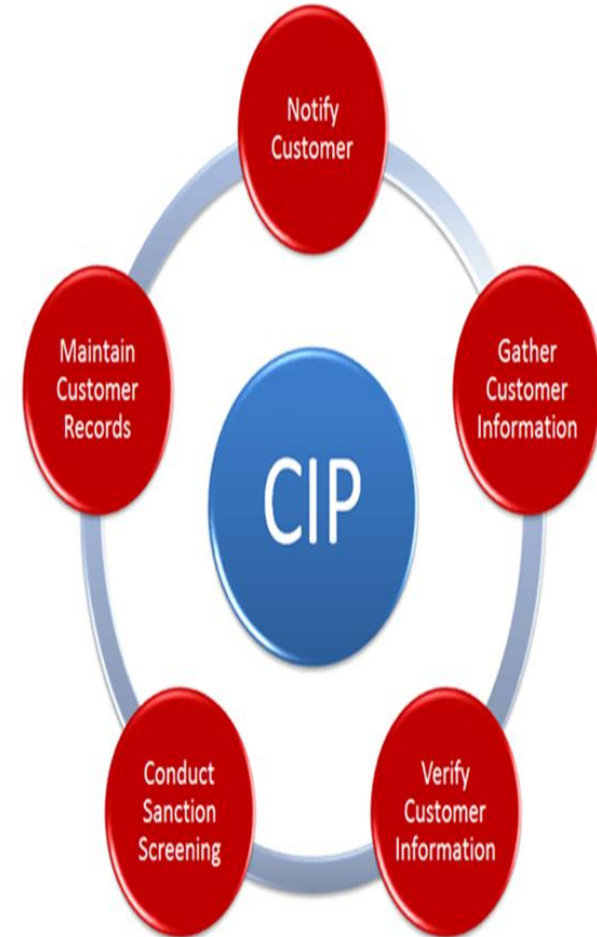 Notify
Customer
Gather
Customer
Information
Verify
Customer
Information
Conduct
Sanction
Screening
Maintain
Customer
Records
CIP